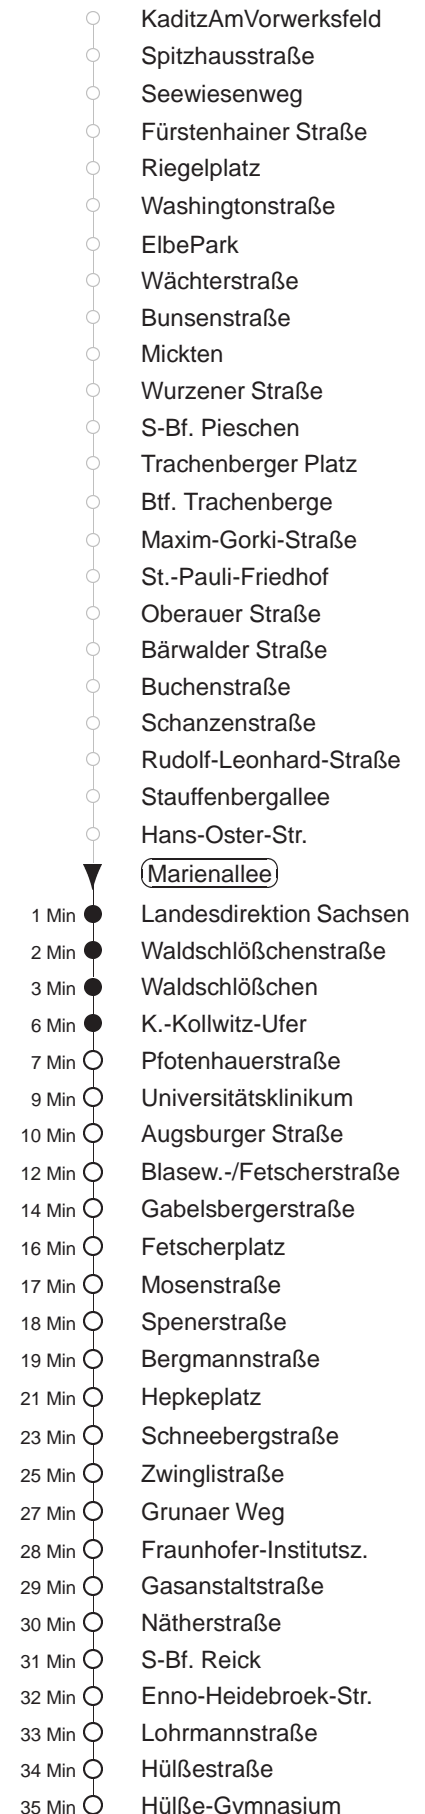 KaditzAmVorwerksfeld
Spitzhausstraße
Seewiesenweg
Fürstenhainer Straße
Riegelplatz
Washingtonstraße
ElbePark
Wächterstraße
Bunsenstraße
Mickten
Wurzener Straße
S-Bf. Pieschen
Trachenberger Platz
Btf. Trachenberge
Maxim-Gorki-Straße
St.-Pauli-Friedhof
Oberauer Straße
Bärwalder Straße
Buchenstraße
Schanzenstraße
Rudolf-Leonhard-Straße
Stauffenbergallee
Hans-Oster-Str.
Marienallee
1 Min Landesdirektion Sachsen
2 Min Waldschlößchenstraße
3 Min Waldschlößchen
6 Min K.-Kollwitz-Ufer
7 Min Pfotenhauerstraße
9 Min Universitätsklinikum
10 Min Augsburger Straße
12 Min Blasew.-/Fetscherstraße
14 Min Gabelsbergerstraße
16 Min Fetscherplatz
17 Min Mosenstraße
18 Min Spenerstraße
19 Min Bergmannstraße
21 Min Hepkeplatz
23 Min Schneebergstraße
25 Min Zwinglistraße
27 Min Grunaer Weg
28 Min Fraunhofer-Institutsz.
29 Min Gasanstaltstraße
30 Min Nätherstraße
31 Min S-Bf. Reick
32 Min Enno-Heidebroek-Str.
33 Min Lohrmannstraße
34 Min Hülßestraße
35 Min Hülße-Gymnasium